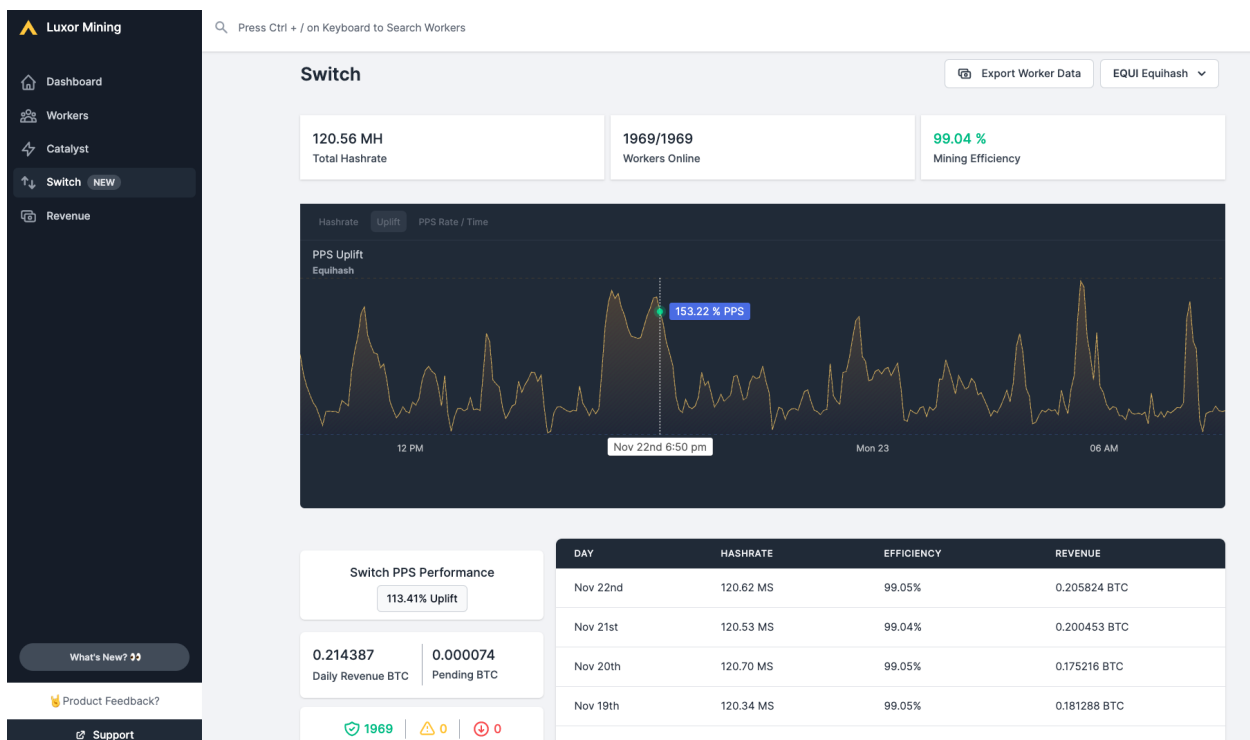 Luxor Mining
Press Ctrl + / on Keyboard to Search Workers
Dashboard
Workers
Catalyst
Switch NEW
Revenue
What's New? 👀
🤘Product Feedback?
Support
Switch
Export Worker Data
EQUI Equihash
120.56 MH
Total Hashrate
1969/1969
Workers Online
99.04 %
Mining Efficiency
Hashrate Uplift PPS Rate / Time
PPS Uplift
Equihash
153.22 % PPS
12 PM Nov 22nd 6:50 pm Mon 23 06 AM
Switch PPS Performance
113.41% Uplift
0.214387
Daily Revenue BTC
0.000074
Pending BTC
1969 0 0
DAY HASHRATE EFFICIENCY REVENUE
Nov 22nd 120.62 MS 99.05% 0.205824 BTC
Nov 21st 120.53 MS 99.04% 0.200453 BTC
Nov 20th 120.70 MS 99.05% 0.175216 BTC
Nov 19th 120.34 MS 99.05% 0.181288 BTC